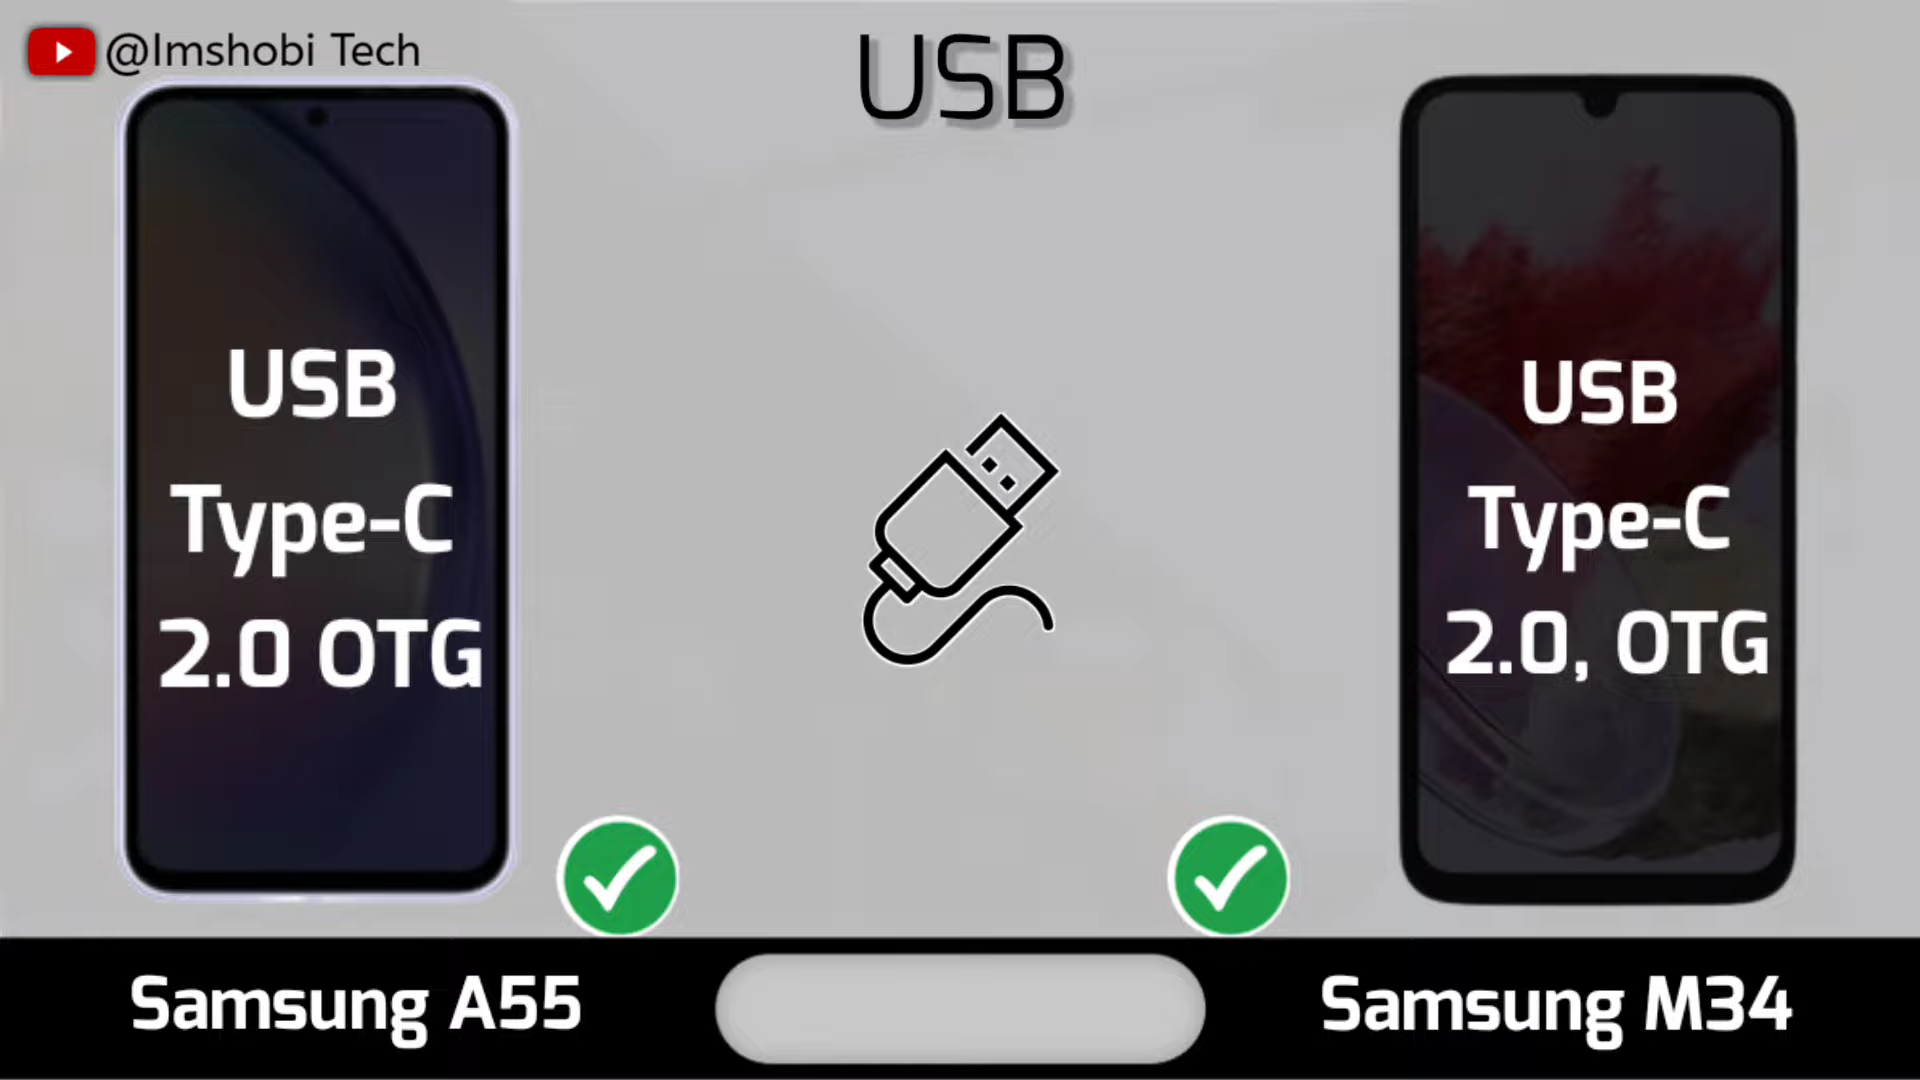 @Imshobi Tech
USB
USB
Type-C
2.0 OTG
USB
Type-C
2.0, OTG
Samsung A55
Samsung M34